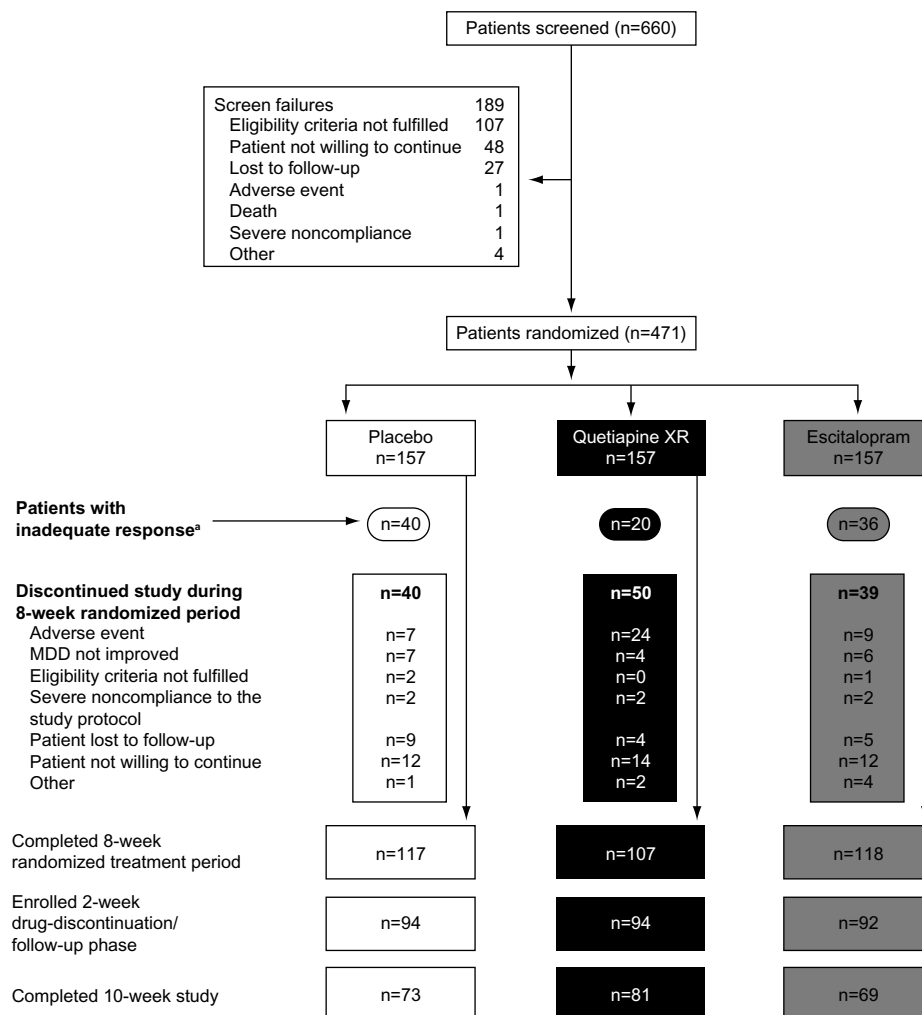 Patients screened (n=660)
Screen failures 189
Eligibility criteria not fulfilled 107
Patient not willing to continue 48
Lost to follow-up 27
Adverse event 1
Death 1
Severe noncompliance 1
Other 4
Patients randomized (n=471)
Placebo
n=157
Quetiapine XR
n=157
Escitalopram
n=157
Patients with
inadequate responseᵃ
n=40
n=20
n=36
Discontinued study during
8-week randomized period
n=40 n=50 n=39
Adverse event n=7 n=24 n=9
MDD not improved n=7 n=4 n=6
Eligibility criteria not fulfilled n=2 n=0 n=1
Severe noncompliance to the n=2 n=2 n=2
study protocol
Patient lost to follow-up n=9 n=4 n=5
Patient not willing to continue n=12 n=14 n=12
Other n=1 n=2 n=4
Completed 8-week
randomized treatment period
n=117 n=107 n=118
Enrolled 2-week
drug-discontinuation/
follow-up phase
n=94 n=94 n=92
Completed 10-week study n=73 n=81 n=69